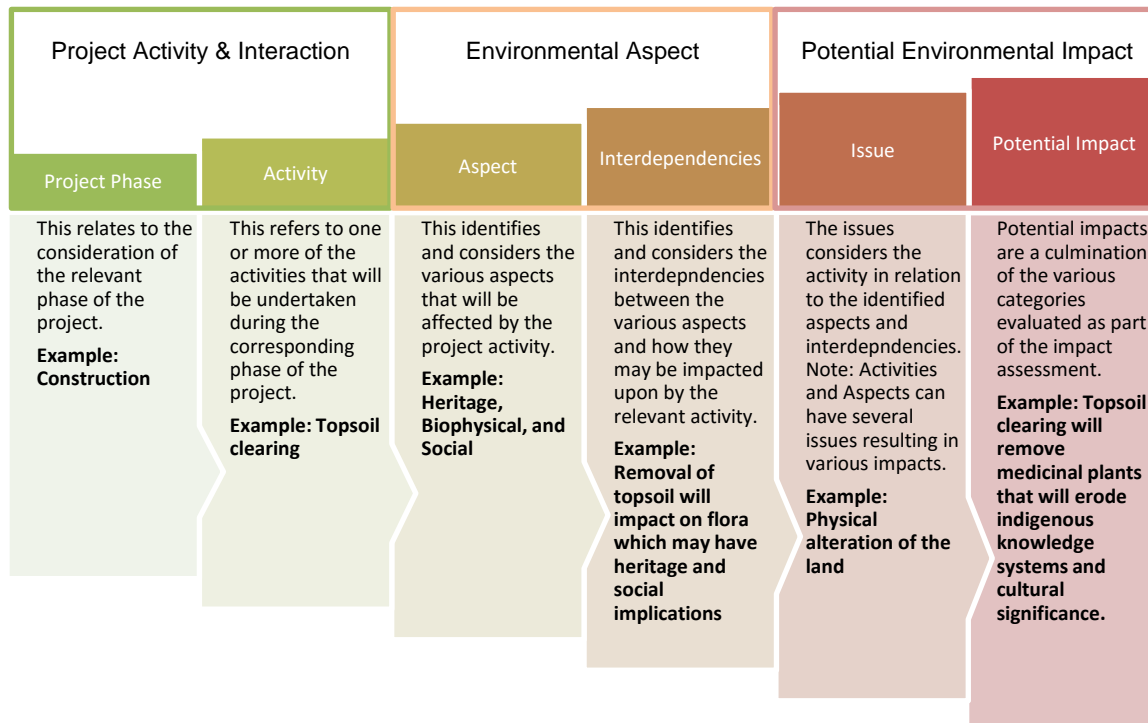 Project Activity & Interaction
Environmental Aspect
Potential Environmental Impact
Project Phase
Activity
Aspect
Interdependencies
Issue
Potential Impact
This relates to the
consideration of
the relevant
phase of the
project.
Example:
Construction
This refers to one
or more of the
activities that will
be undertaken
during the
corresponding
phase of the
project.
Example: Topsoil
clearing
This identifies
and considers the
various aspects
that will be
affected by the
project activity.
Example:
Heritage,
Biophysical, and
Social
This identifies
and considers the
interdepndencies
between the
various aspects
and how they
may be impacted
upon by the
relevant activity.
Example:
Removal of
topsoil will
impact on flora
which may have
heritage and
social
implications
The issues
considers the
activity in relation
to the identified
aspects and
interdepndencies.
Note: Activities
and Aspects can
have several
issues resulting in
various impacts.
Example:
Physical
alteration of the
land
Potential impacts
are a culmination
of the various
categories
evaluated as part
of the impact
assessment.
Example: Topsoil
clearing will
remove
medicinal plants
that will erode
indigenous
knowledge
systems and
cultural
significance.